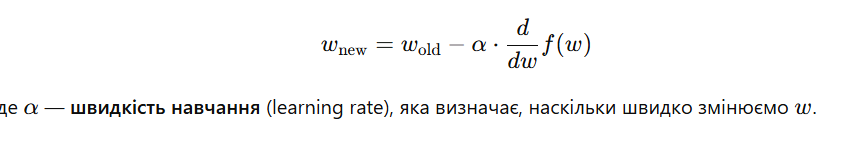 w_new = w_old − α · d/dw f(w)
де α — швидкість навчання (learning rate), яка визначає, наскільки швидко змінюємо w.